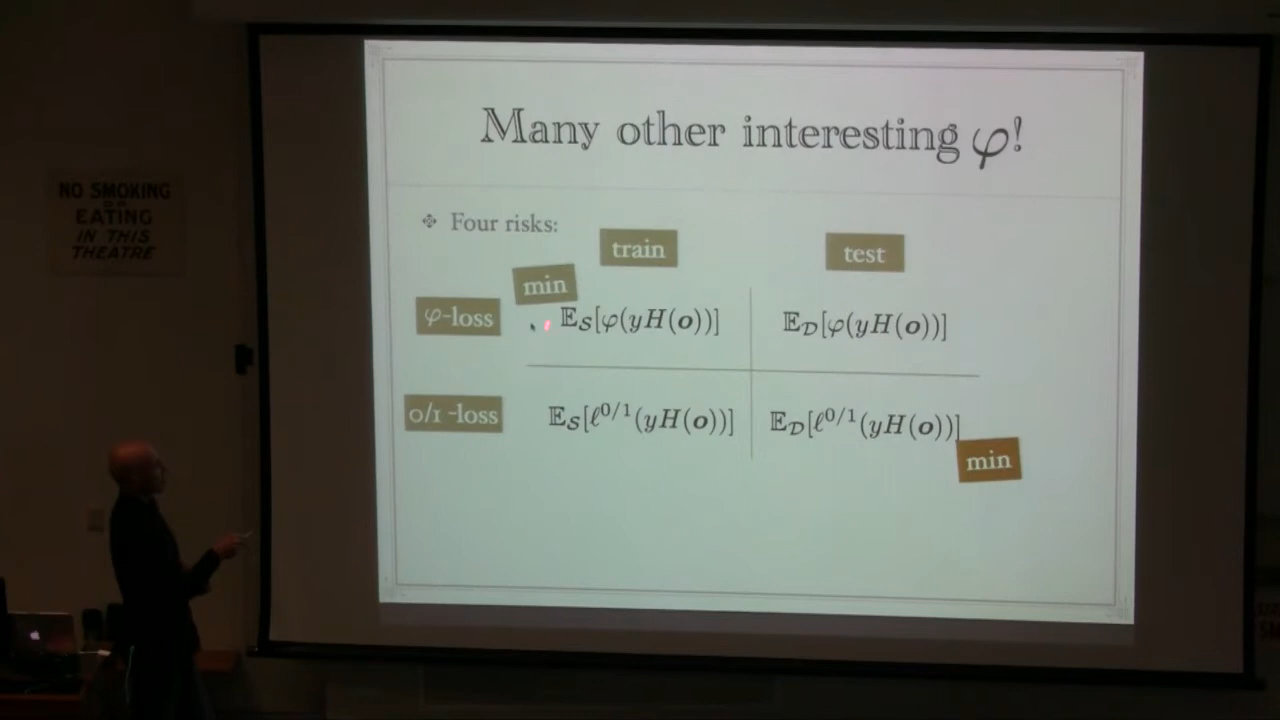 NO SMOKING
OR
EATING
IN THIS
THEATRE
Many other interesting φ!
Four risks:
train
test
min
φ-loss
𝔼_𝒮[φ(yH(𝒐))]
𝔼_𝒟[φ(yH(𝒐))]
0/1 -loss
𝔼_𝒮[ℓ^{0/1}(yH(𝒐))]
𝔼_𝒟[ℓ^{0/1}(yH(𝒐))]
min